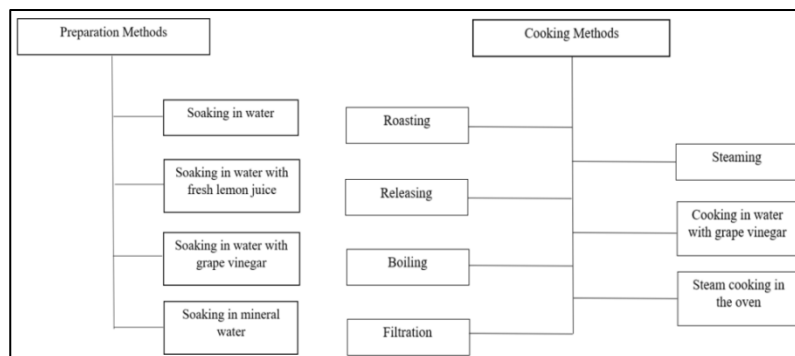 Preparation Methods
Soaking in water
Soaking in water with
fresh lemon juice
Soaking in water with
grape vinegar
Soaking in mineral
water
Cooking Methods
Roasting
Releasing
Boiling
Filtration
Steaming
Cooking in water
with grape vinegar
Steam cooking in
the oven